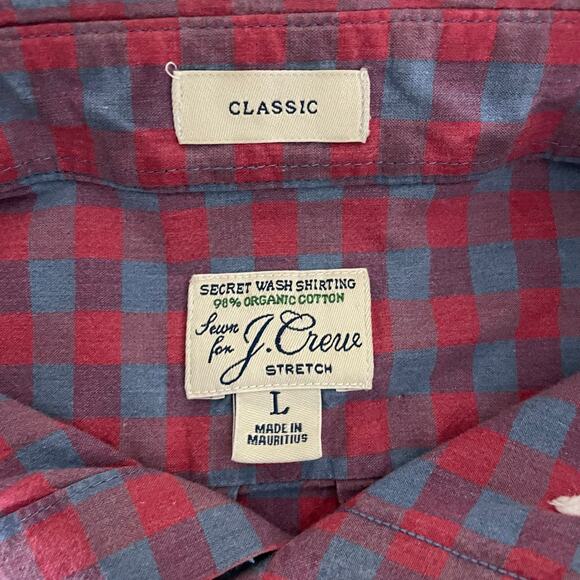 CLASSIC
SECRET WASH SHIRTING
98% ORGANIC COTTON
Sewn for J.Crew
STRETCH
L
MADE IN
MAURITIUS